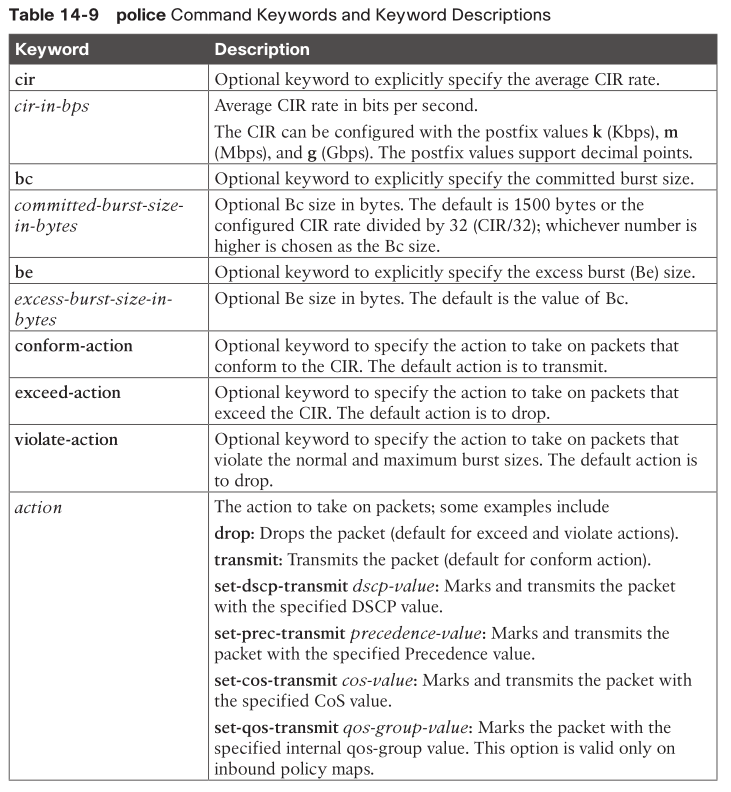 Table 14-9 police Command Keywords and Keyword Descriptions
Keyword Description
cir Optional keyword to explicitly specify the average CIR rate.
cir-in-bps Average CIR rate in bits per second.
The CIR can be configured with the postfix values k (Kbps), m
(Mbps), and g (Gbps). The postfix values support decimal points.
bc Optional keyword to explicitly specify the committed burst size.
committed-burst-size- Optional Bc size in bytes. The default is 1500 bytes or the
in-bytes configured CIR rate divided by 32 (CIR/32); whichever number is
higher is chosen as the Bc size.
be Optional keyword to explicitly specify the excess burst (Be) size.
excess-burst-size-in- Optional Be size in bytes. The default is the value of Bc.
bytes
conform-action Optional keyword to specify the action to take on packets that
conform to the CIR. The default action is to transmit.
exceed-action Optional keyword to specify the action to take on packets that
exceed the CIR. The default action is to drop.
violate-action Optional keyword to specify the action to take on packets that
violate the normal and maximum burst sizes. The default action is
to drop.
action The action to take on packets; some examples include
drop: Drops the packet (default for exceed and violate actions).
transmit: Transmits the packet (default for conform action).
set-dscp-transmit dscp-value: Marks and transmits the packet
with the specified DSCP value.
set-prec-transmit precedence-value: Marks and transmits the
packet with the specified Precedence value.
set-cos-transmit cos-value: Marks and transmits the packet with
the specified CoS value.
set-qos-transmit qos-group-value: Marks the packet with the
specified internal qos-group value. This option is valid only on
inbound policy maps.